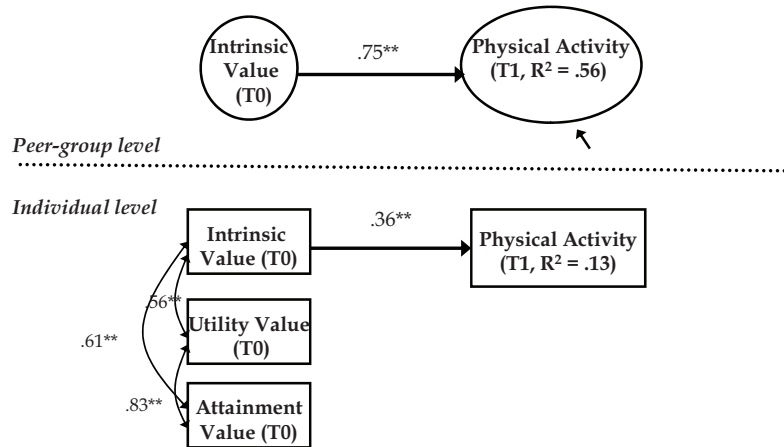 Intrinsic
Value
(T0)
.75**
Physical Activity
(T1, R² = .56)
Peer-group level
Individual level
Intrinsic
Value (T0)
.36**
Physical Activity
(T1, R² = .13)
.56**
Utility Value
(T0)
.61**
.83**
Attainment
Value (T0)